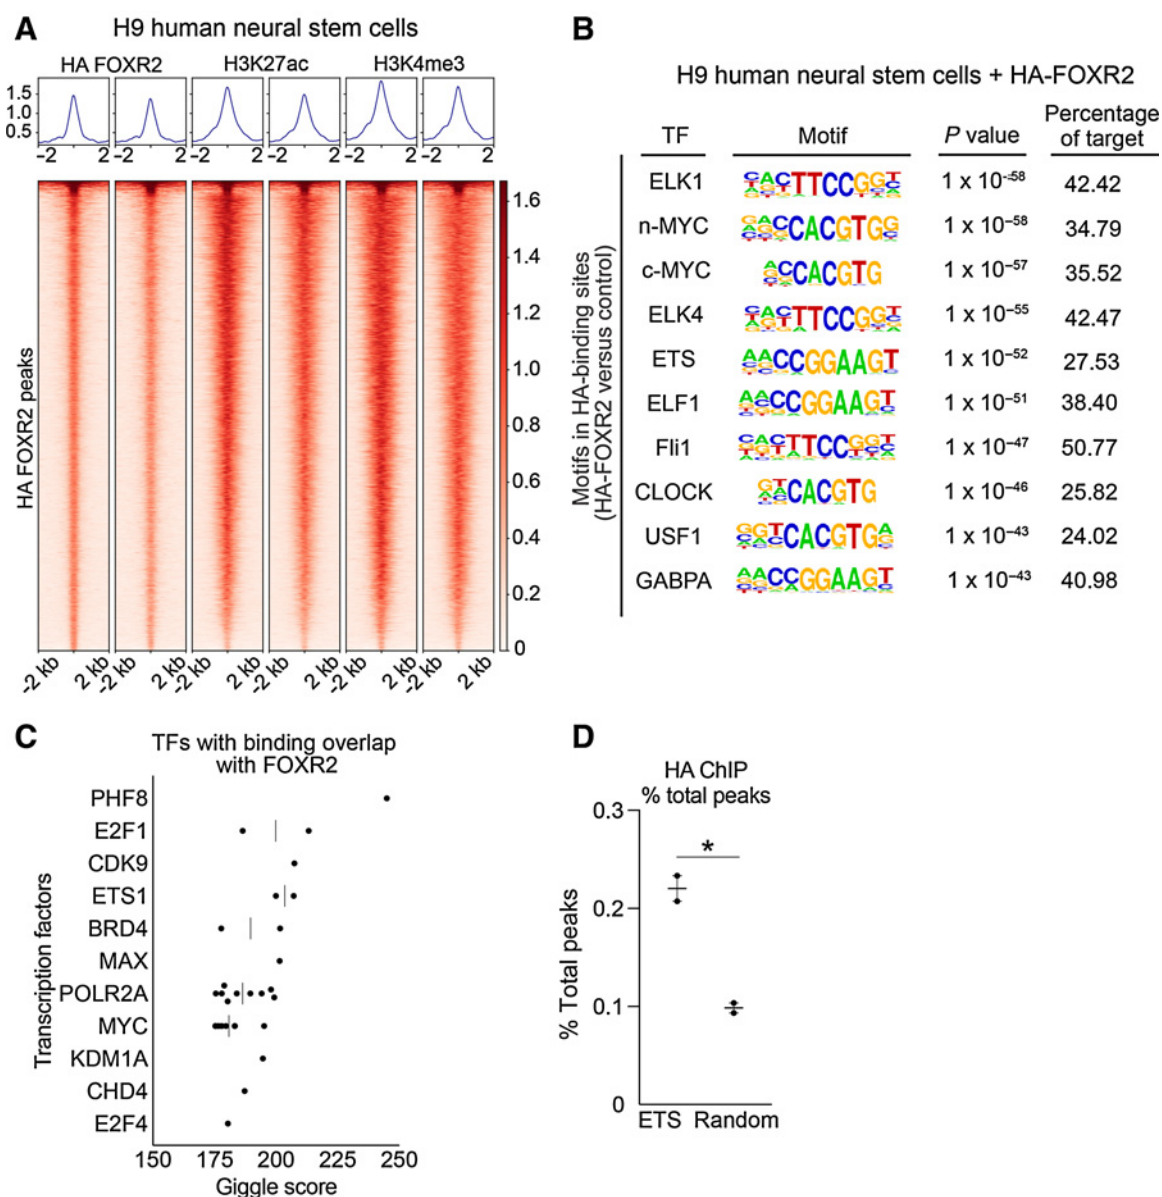 A
H9 human neural stem cells
HA FOXR2
H3K27ac
H3K4me3
1.5
1.0
0.5
−2 2 −2 2 −2 2 −2 2 −2 2 −2 2
HA FOXR2 peaks
1.6
1.4
1.2
1.0
0.8
0.6
0.4
0.2
0
-2 kb 2 kb -2 kb 2 kb -2 kb 2 kb -2 kb 2 kb -2 kb 2 kb -2 kb 2 kb
B
H9 human neural stem cells + HA-FOXR2
TF Motif P value Percentage of target
Motifs in HA-binding sites
(HA-FOXR2 versus control)
ELK1 TTCCGG 1 x 10⁻⁵⁸ 42.42
n-MYC CACGTG 1 x 10⁻⁵⁸ 34.79
c-MYC CACGTG 1 x 10⁻⁵⁷ 35.52
ELK4 TTCCGG 1 x 10⁻⁵⁵ 42.47
ETS CCGGAAGT 1 x 10⁻⁵² 27.53
ELF1 CCGGAAGT 1 x 10⁻⁵¹ 38.40
Fli1 TTCC 1 x 10⁻⁴⁷ 50.77
CLOCK CACGTG 1 x 10⁻⁴⁶ 25.82
USF1 CACGTG 1 x 10⁻⁴³ 24.02
GABPA CCGGAAGT 1 x 10⁻⁴³ 40.98
C
TFs with binding overlap
with FOXR2
Transcription factors
PHF8
E2F1
CDK9
ETS1
BRD4
MAX
POLR2A
MYC
KDM1A
CHD4
E2F4
150 175 200 225 250
Giggle score
D
HA ChIP
% total peaks
% Total peaks
0.3
*
0.2
0.1
0
ETS Random